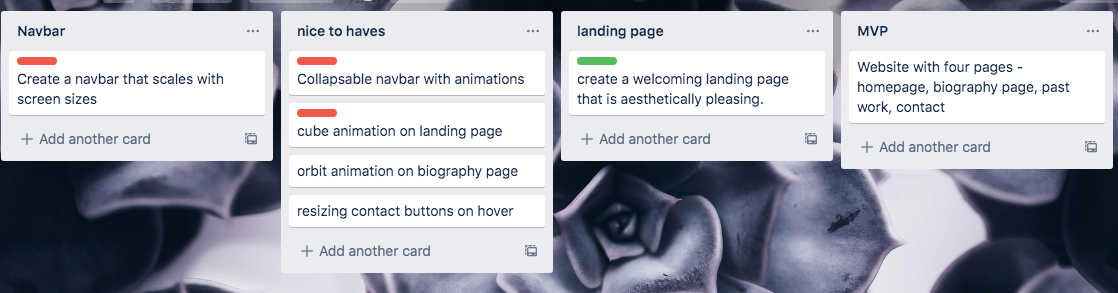 Navbar
Create a navbar that scales with
screen sizes
Add another card
nice to haves
Collapsable navbar with animations
cube animation on landing page
orbit animation on biography page
resizing contact buttons on hover
Add another card
landing page
create a welcoming landing page
that is aesthetically pleasing.
Add another card
MVP
Website with four pages -
homepage, biography page, past
work, contact
Add another card